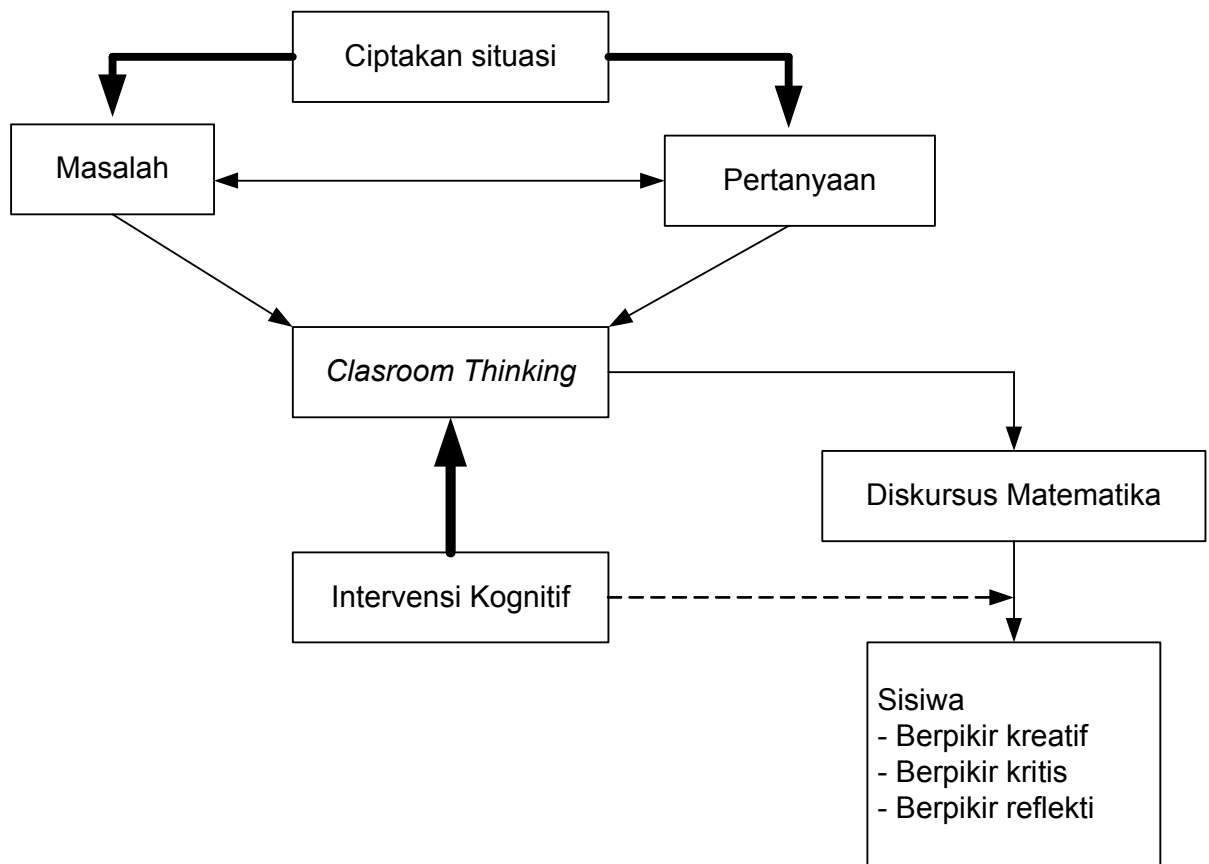 Ciptakan situasi
Masalah
Pertanyaan
Clasroom Thinking
Diskursus Matematika
Intervensi Kognitif
Sisiwa
- Berpikir kreatif
- Berpikir kritis
- Berpikir reflekti